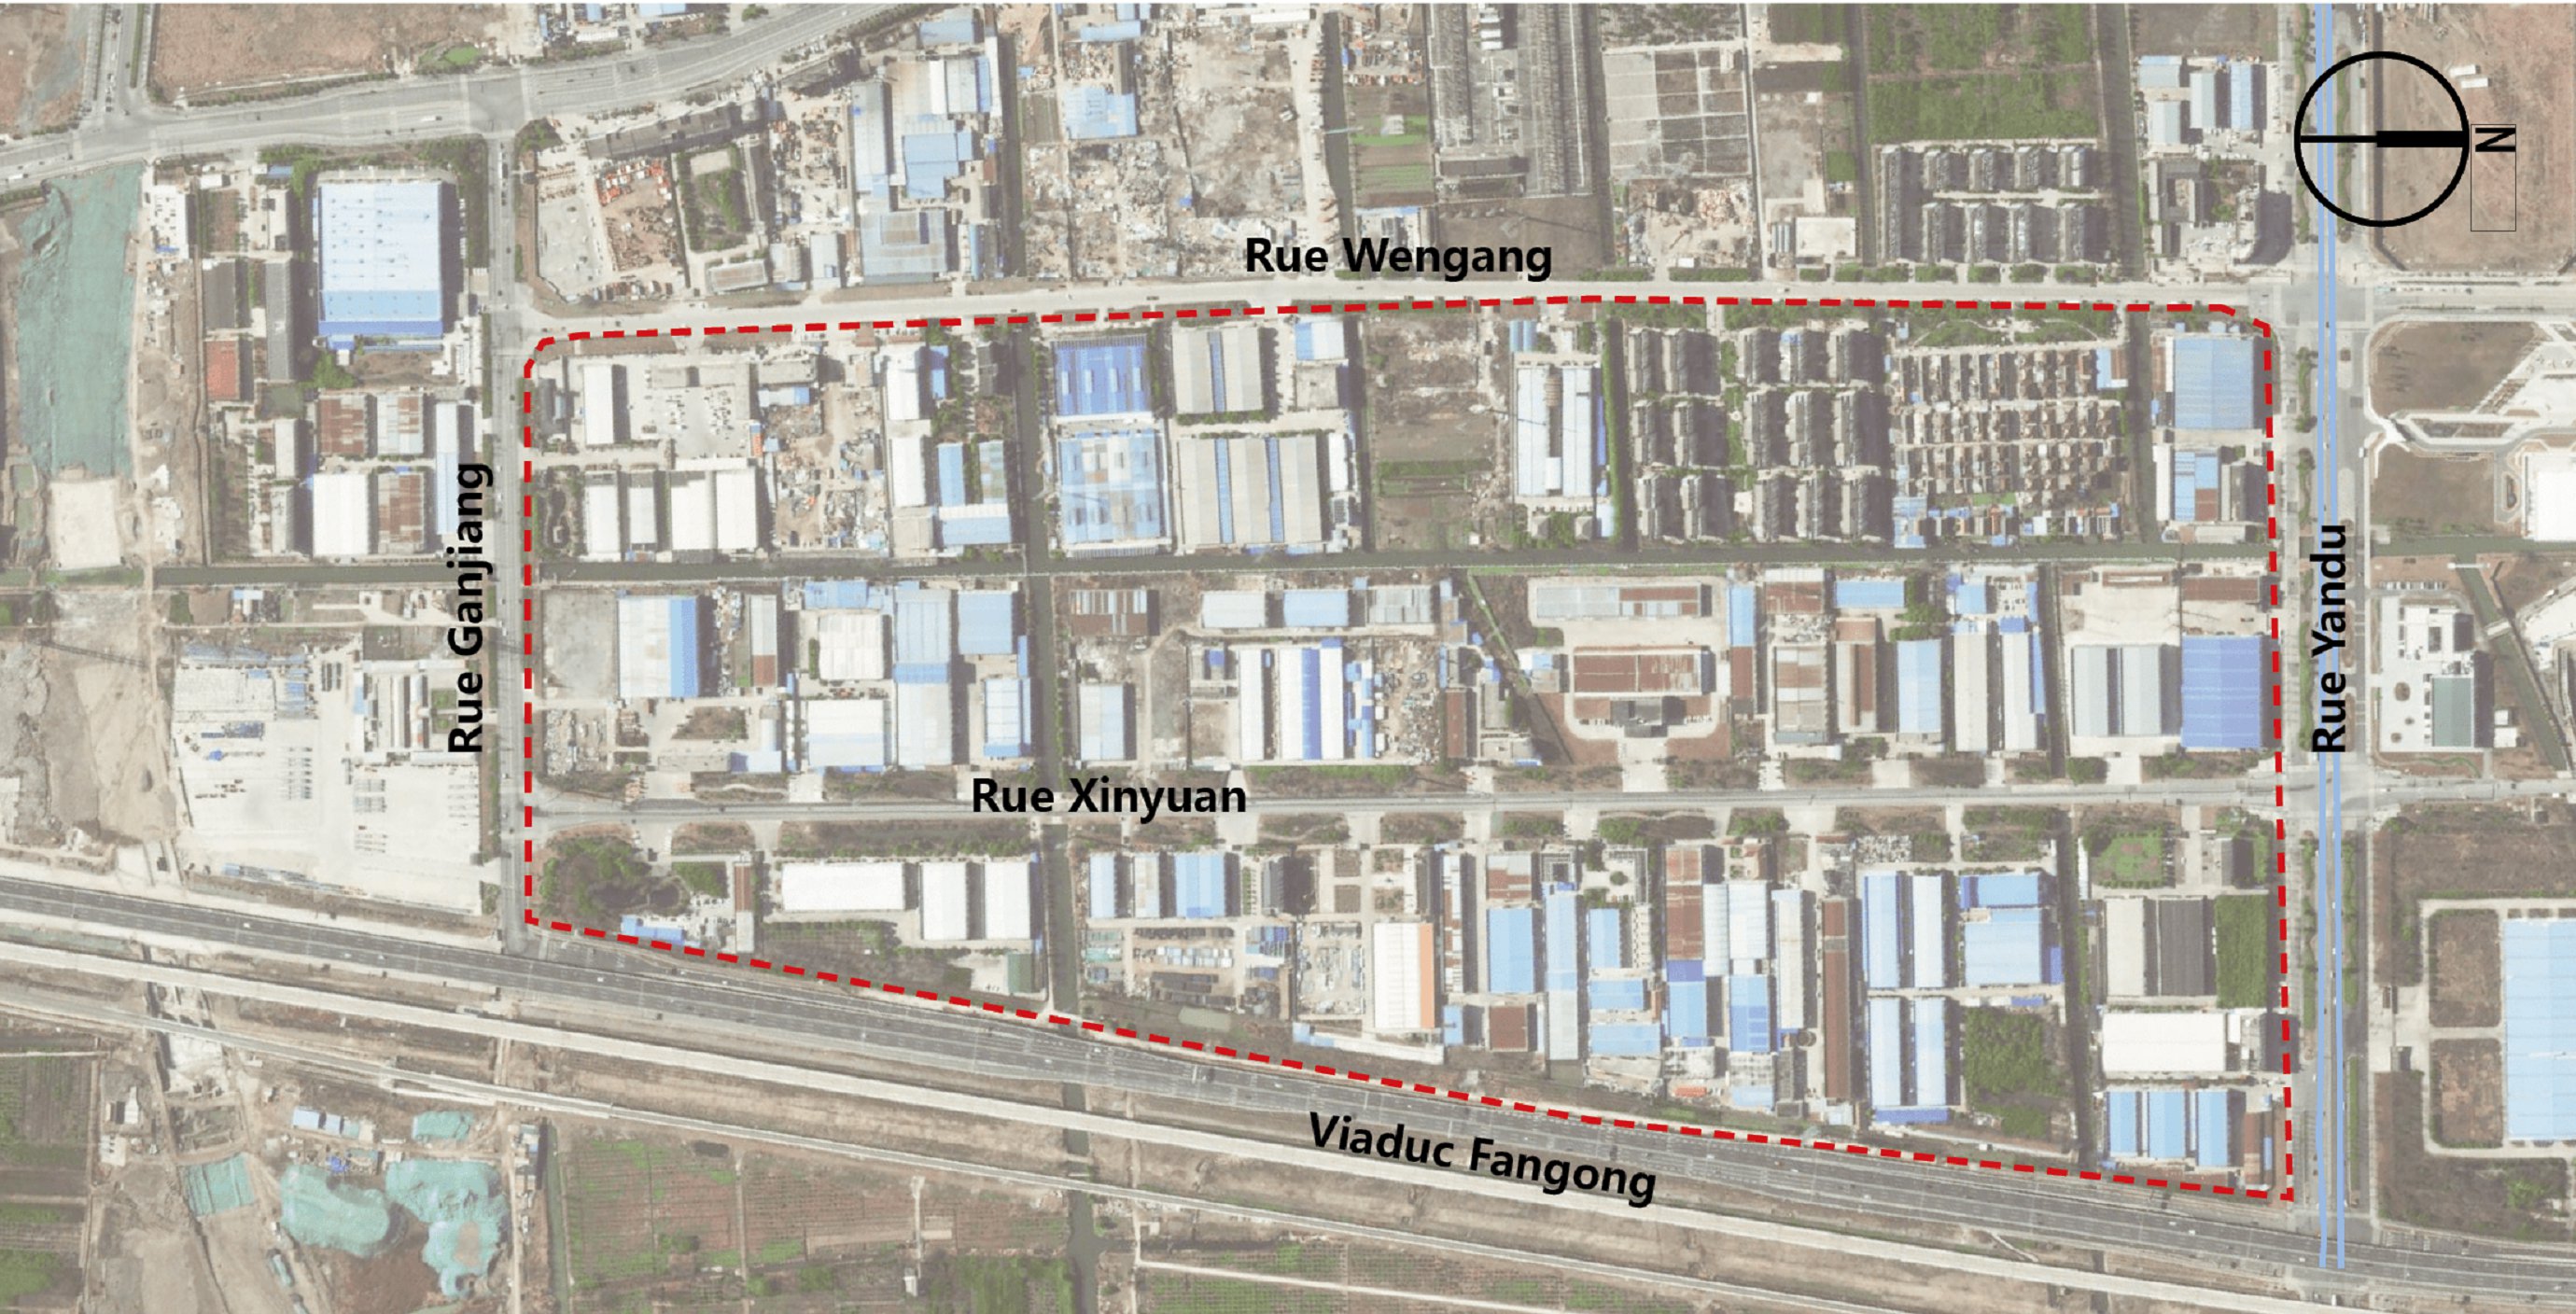 N
Rue Wengang
Rue Ganjiang
Rue Yandu
Rue Xinyuan
Viaduc Fangong